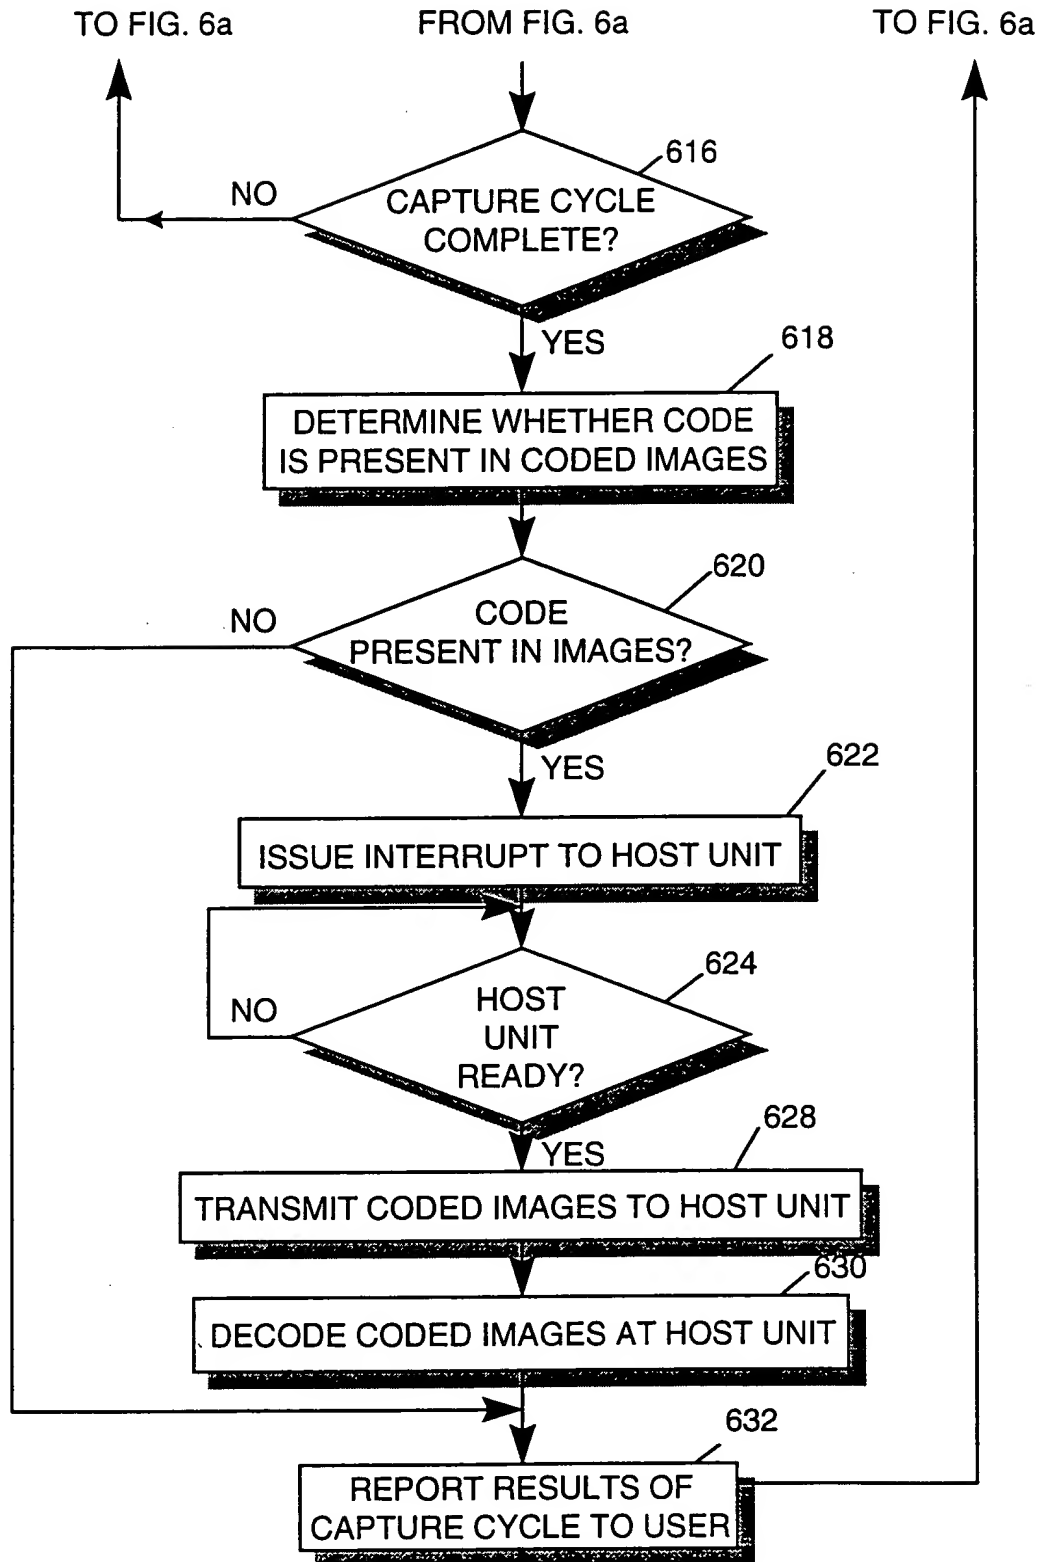 TO FIG. 6a
FROM FIG. 6a
TO FIG. 6a
616
NO
CAPTURE CYCLE
COMPLETE?
YES
618
DETERMINE WHETHER CODE
IS PRESENT IN CODED IMAGES
620
NO
CODE
PRESENT IN IMAGES?
YES
622
ISSUE INTERRUPT TO HOST UNIT
624
NO
HOST
UNIT
READY?
YES
628
TRANSMIT CODED IMAGES TO HOST UNIT
630
DECODE CODED IMAGES AT HOST UNIT
632
REPORT RESULTS OF
CAPTURE CYCLE TO USER